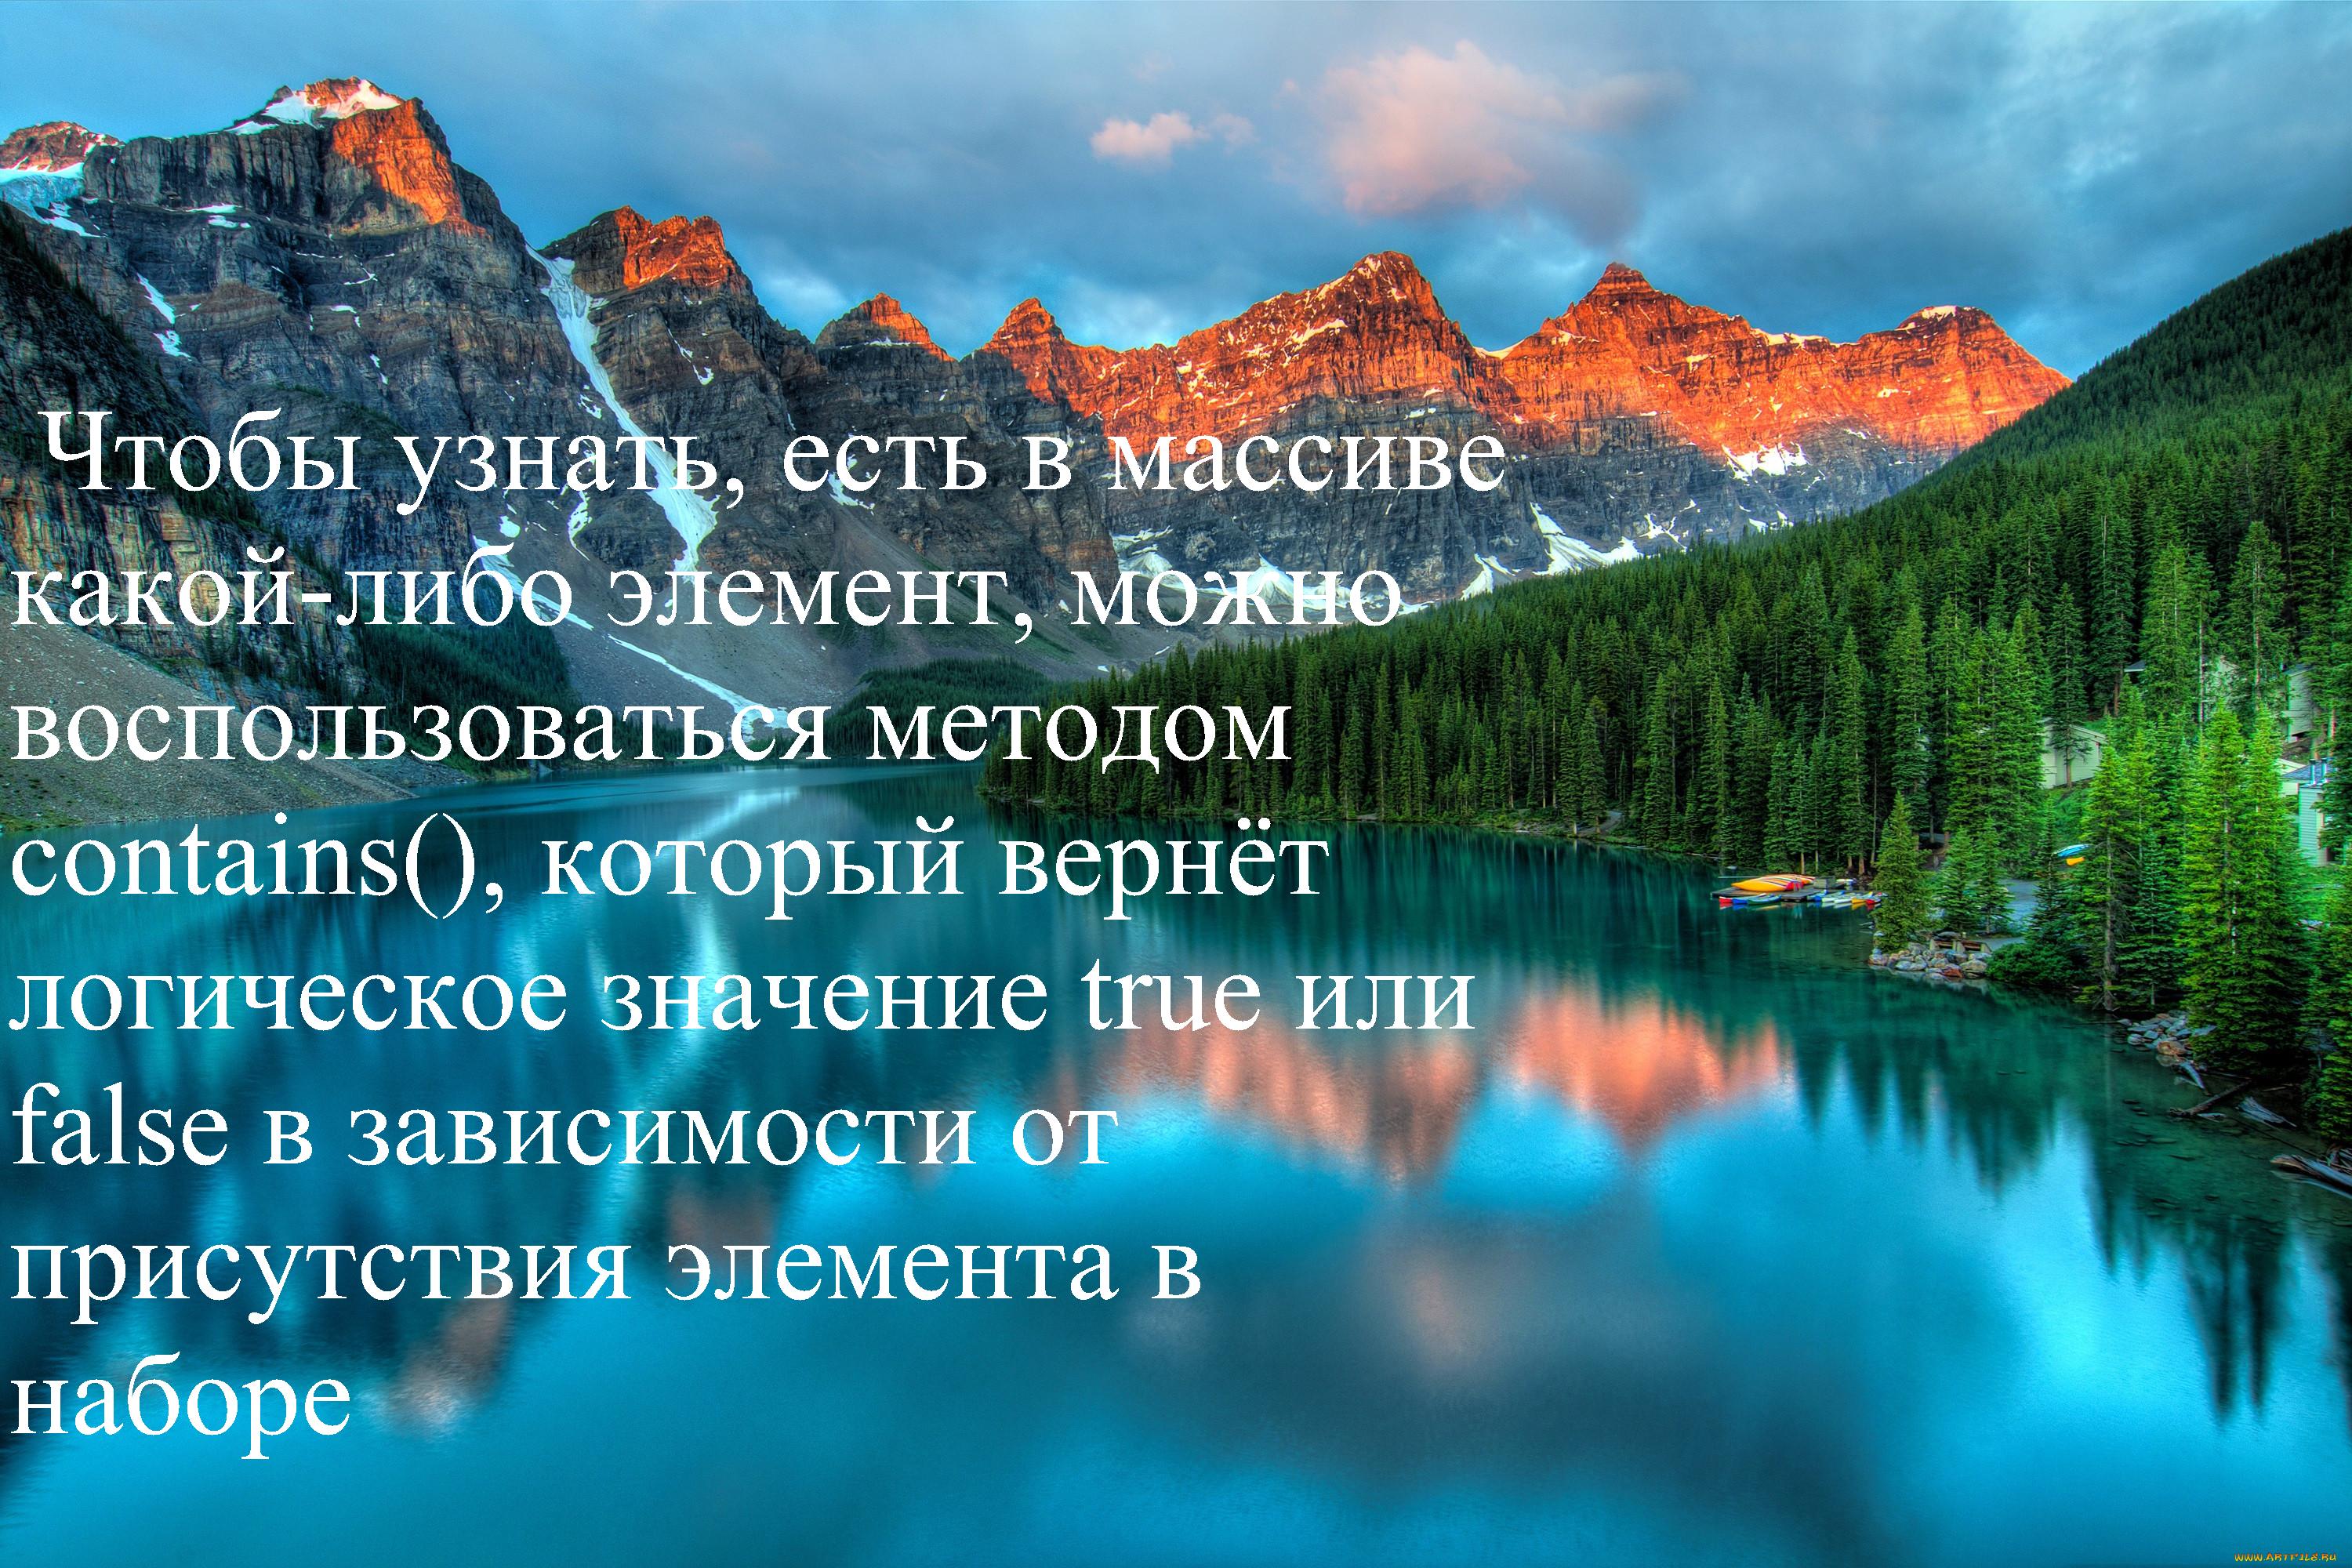 Чтобы узнать, есть в массиве
какой-либо элемент, можно
воспользоваться методом
contains(), который вернёт
логическое значение true или
false в зависимости от
присутствия элемента в
наборе
WWW.ARTFILE.RU